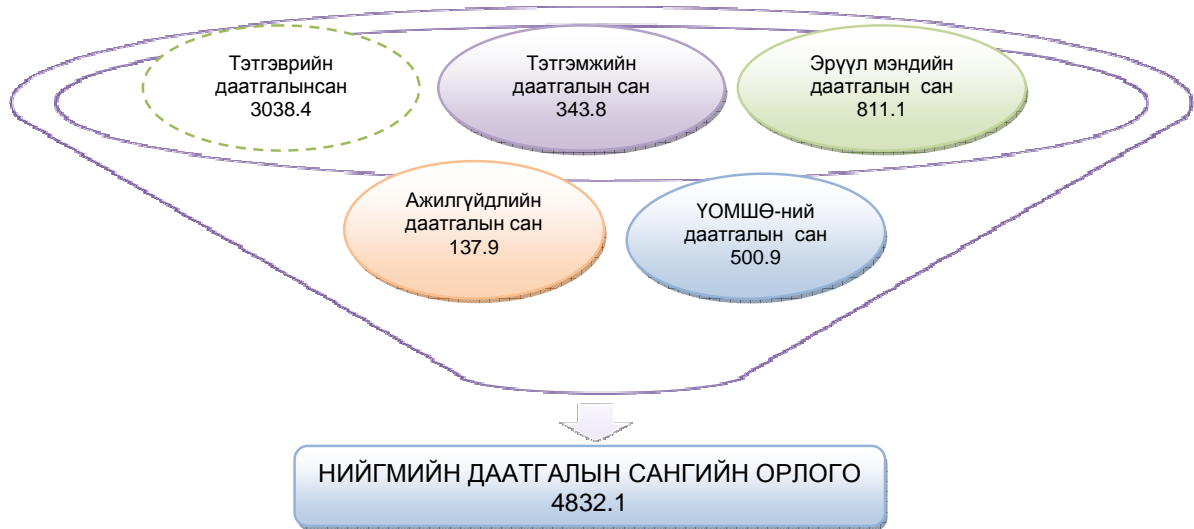 Тэтгэврийн
даатгалынсан
3038.4
Тэтгэмжийн
даатгалын сан
343.8
Эрүүл мэндийн
даатгалын сан
811.1
Ажилгүйдлийн
даатгалын сан
137.9
ҮОМШӨ-ний
даатгалын сан
500.9
НИЙГМИЙН ДААТГАЛЫН САНГИЙН ОРЛОГО
4832.1